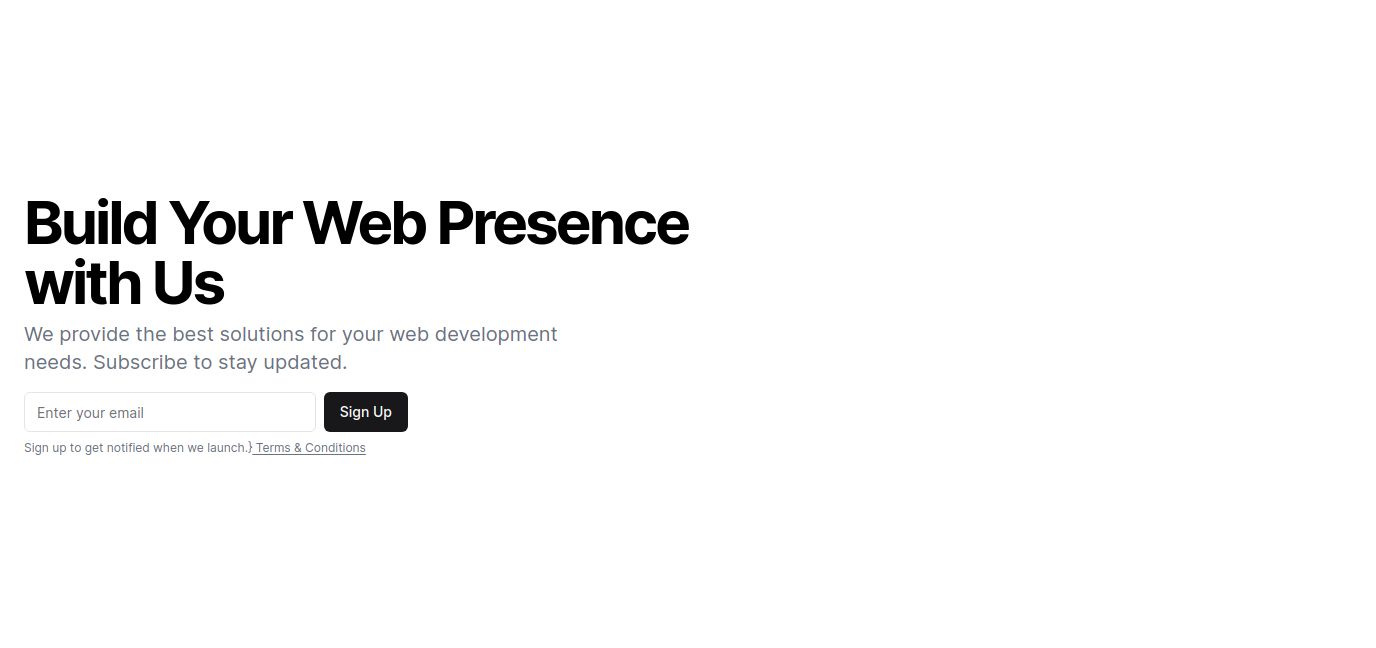 Build Your Web Presence
with Us
We provide the best solutions for your web development
needs. Subscribe to stay updated.
Enter your email
Sign Up
Sign up to get notified when we launch.} Terms & Conditions